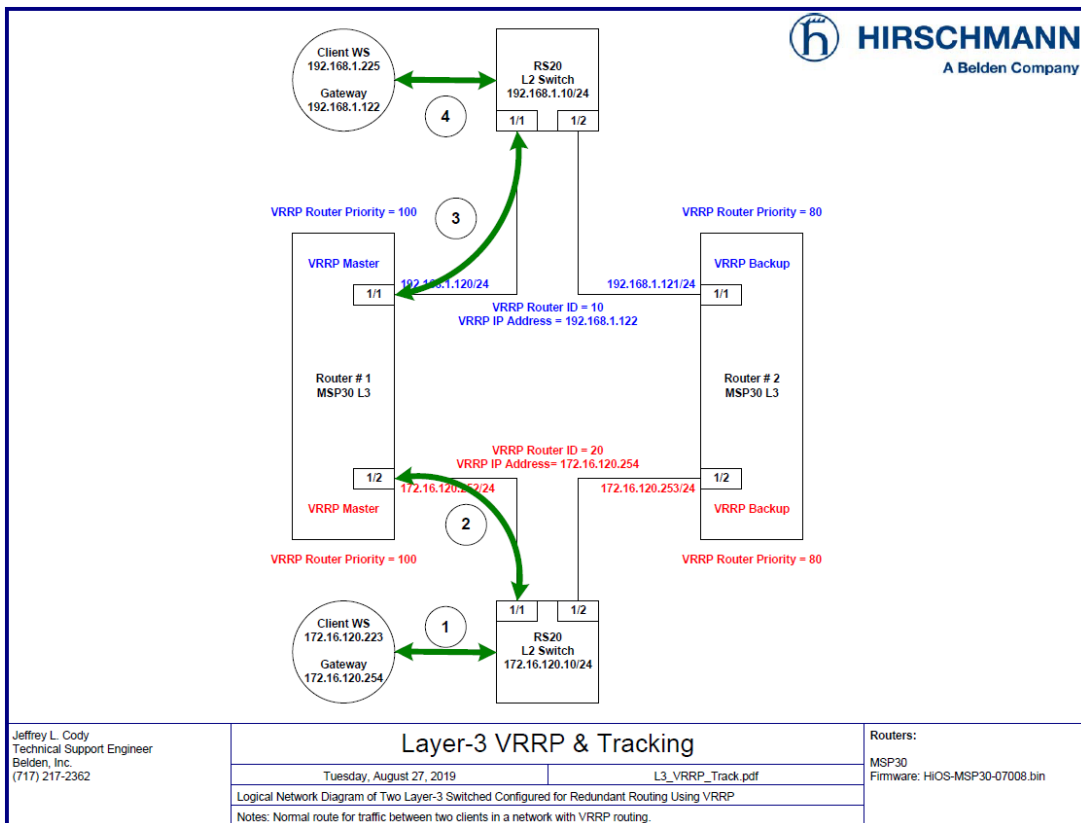 HIRSCHMANN
A Belden Company
Client WS
192.168.1.225
Gateway
192.168.1.122
RS20
L2 Switch
192.168.1.10/24
1/1
1/2
4
3
VRRP Router Priority = 100
VRRP Router Priority = 80
VRRP Master
VRRP Backup
192.168.1.120/24
192.168.1.121/24
1/1
1/1
VRRP Router ID = 10
VRRP IP Address = 192.168.1.122
Router # 1
MSP30 L3
Router # 2
MSP30 L3
VRRP Router ID = 20
VRRP IP Address= 172.16.120.254
1/2
1/2
172.16.120.252/24
172.16.120.253/24
VRRP Master
VRRP Backup
2
VRRP Router Priority = 100
VRRP Router Priority = 80
1/1
1/2
Client WS
172.16.120.223
Gateway
172.16.120.254
1
RS20
L2 Switch
172.16.120.10/24
Jeffrey L. Cody
Technical Support Engineer
Belden, Inc.
(717) 217-2362
Layer-3 VRRP & Tracking
Tuesday, August 27, 2019
L3_VRRP_Track.pdf
Logical Network Diagram of Two Layer-3 Switched Configured for Redundant Routing Using VRRP
Notes: Normal route for traffic between two clients in a network with VRRP routing.
Routers:
MSP30
Firmware: HiOS-MSP30-07008.bin